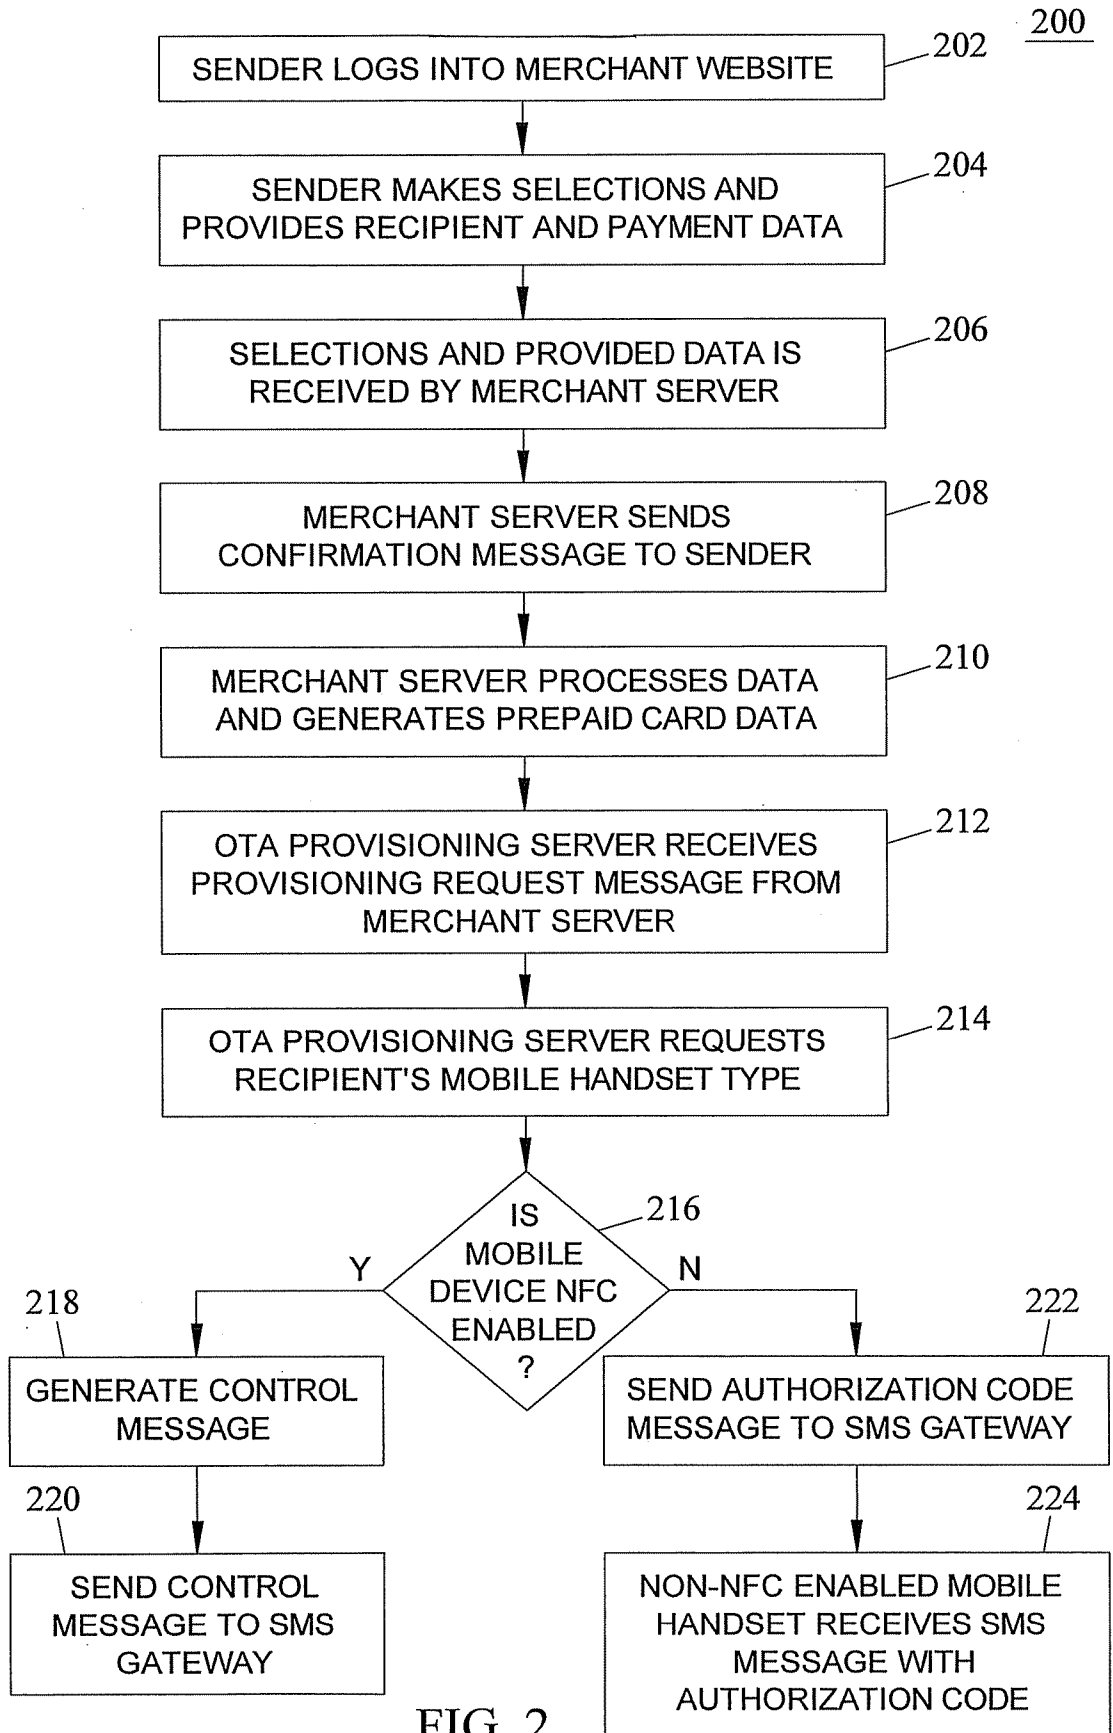 200
202
SENDER LOGS INTO MERCHANT WEBSITE
204
SENDER MAKES SELECTIONS AND
PROVIDES RECIPIENT AND PAYMENT DATA
206
SELECTIONS AND PROVIDED DATA IS
RECEIVED BY MERCHANT SERVER
208
MERCHANT SERVER SENDS
CONFIRMATION MESSAGE TO SENDER
210
MERCHANT SERVER PROCESSES DATA
AND GENERATES PREPAID CARD DATA
212
OTA PROVISIONING SERVER RECEIVES
PROVISIONING REQUEST MESSAGE FROM
MERCHANT SERVER
214
OTA PROVISIONING SERVER REQUESTS
RECIPIENT'S MOBILE HANDSET TYPE
216
IS
MOBILE
DEVICE NFC
ENABLED
?
Y
N
218
GENERATE CONTROL
MESSAGE
220
SEND CONTROL
MESSAGE TO SMS
GATEWAY
222
SEND AUTHORIZATION CODE
MESSAGE TO SMS GATEWAY
224
NON-NFC ENABLED MOBILE
HANDSET RECEIVES SMS
MESSAGE WITH
AUTHORIZATION CODE
FIG. 2